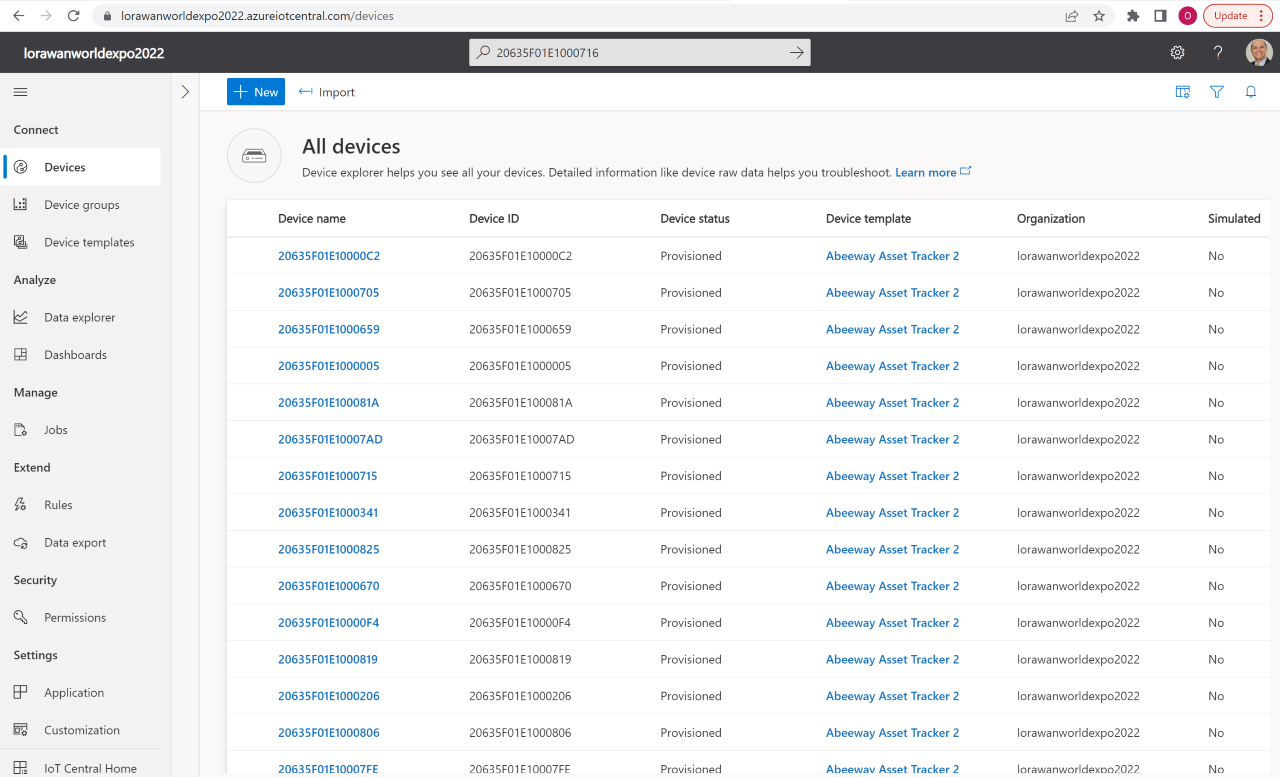 lorawanworldexpo2022.azureiotcentral.com/devices
O
Update
lorawanworldexpo2022
20635F01E1000716
?
New
Import
Connect
Devices
Device groups
Device templates
Analyze
Data explorer
Dashboards
Manage
Jobs
Extend
Rules
Data export
Security
Permissions
Settings
Application
Customization
IoT Central Home
All devices
Device explorer helps you see all your devices. Detailed information like device raw data helps you troubleshoot. Learn more
Device name Device ID Device status Device template Organization Simulated
20635F01E10000C2 20635F01E10000C2 Provisioned Abeeway Asset Tracker 2 lorawanworldexpo2022 No
20635F01E1000705 20635F01E1000705 Provisioned Abeeway Asset Tracker 2 lorawanworldexpo2022 No
20635F01E1000659 20635F01E1000659 Provisioned Abeeway Asset Tracker 2 lorawanworldexpo2022 No
20635F01E1000005 20635F01E1000005 Provisioned Abeeway Asset Tracker 2 lorawanworldexpo2022 No
20635F01E100081A 20635F01E100081A Provisioned Abeeway Asset Tracker 2 lorawanworldexpo2022 No
20635F01E10007AD 20635F01E10007AD Provisioned Abeeway Asset Tracker 2 lorawanworldexpo2022 No
20635F01E1000715 20635F01E1000715 Provisioned Abeeway Asset Tracker 2 lorawanworldexpo2022 No
20635F01E1000341 20635F01E1000341 Provisioned Abeeway Asset Tracker 2 lorawanworldexpo2022 No
20635F01E1000825 20635F01E1000825 Provisioned Abeeway Asset Tracker 2 lorawanworldexpo2022 No
20635F01E1000670 20635F01E1000670 Provisioned Abeeway Asset Tracker 2 lorawanworldexpo2022 No
20635F01E10000F4 20635F01E10000F4 Provisioned Abeeway Asset Tracker 2 lorawanworldexpo2022 No
20635F01E1000819 20635F01E1000819 Provisioned Abeeway Asset Tracker 2 lorawanworldexpo2022 No
20635F01E1000206 20635F01E1000206 Provisioned Abeeway Asset Tracker 2 lorawanworldexpo2022 No
20635F01E1000806 20635F01E1000806 Provisioned Abeeway Asset Tracker 2 lorawanworldexpo2022 No
20635F01E10007FE 20635F01E10007FE Provisioned Abeeway Asset Tracker 2 lorawanworldexpo2022 No